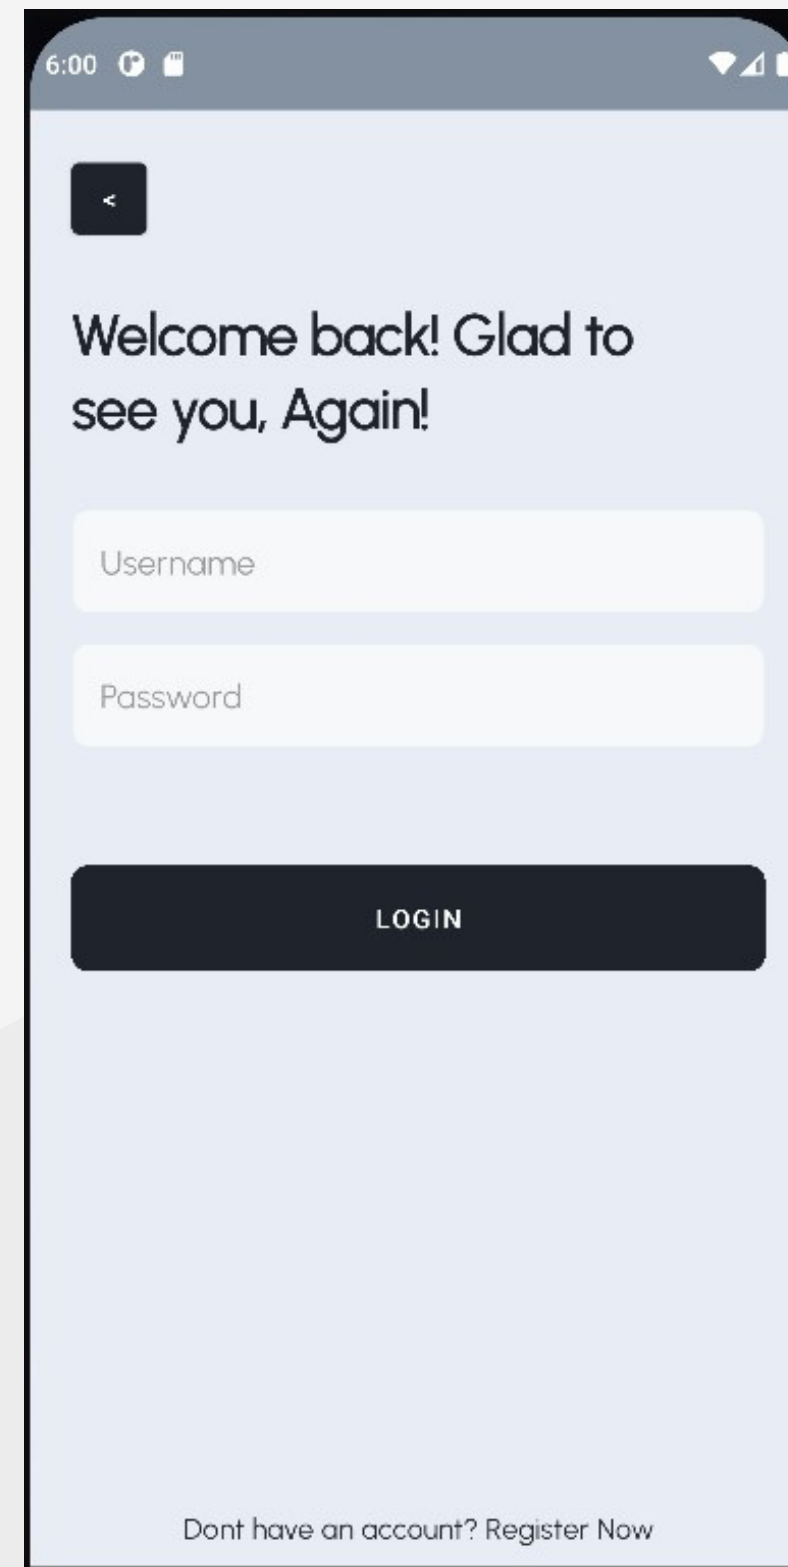 6:00
<
Welcome back! Glad to
see you, Again!
Username
Password
LOGIN
Dont have an account? Register Now